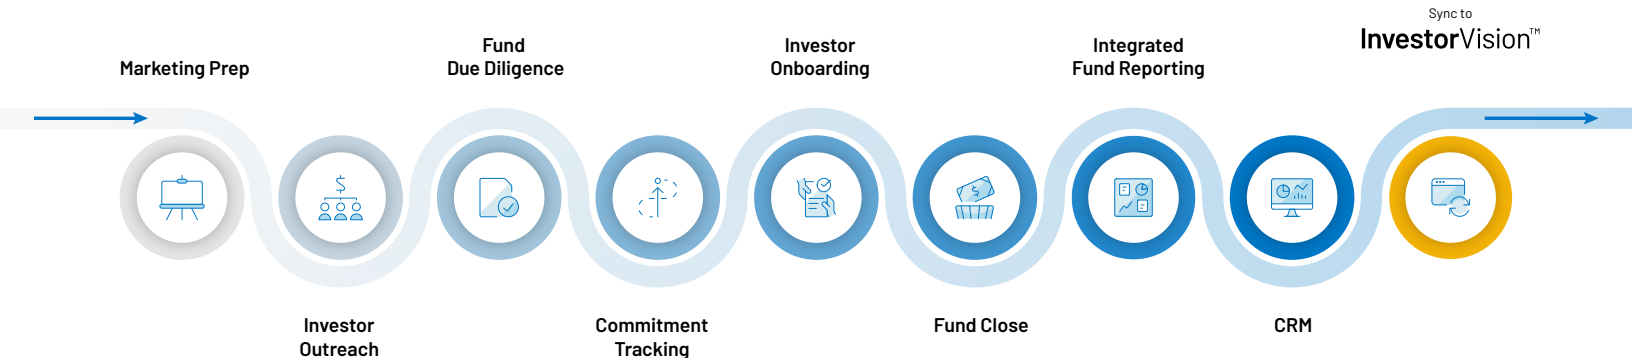 Marketing Prep
Investor
Outreach
Fund
Due Diligence
Commitment
Tracking
Investor
Onboarding
Fund Close
Integrated
Fund Reporting
CRM
Sync to
InvestorVision™